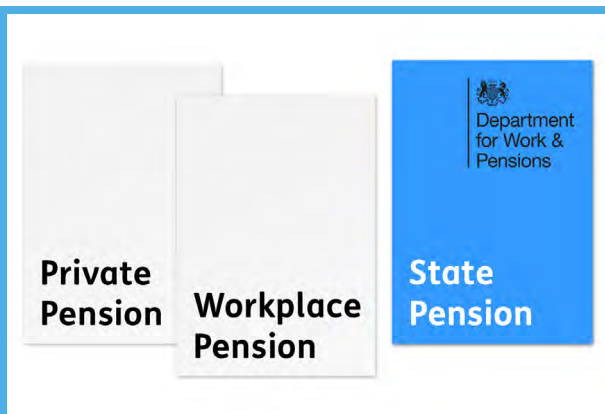 Private
Pension
Workplace
Pension
Department
for Work &
Pensions
State
Pension